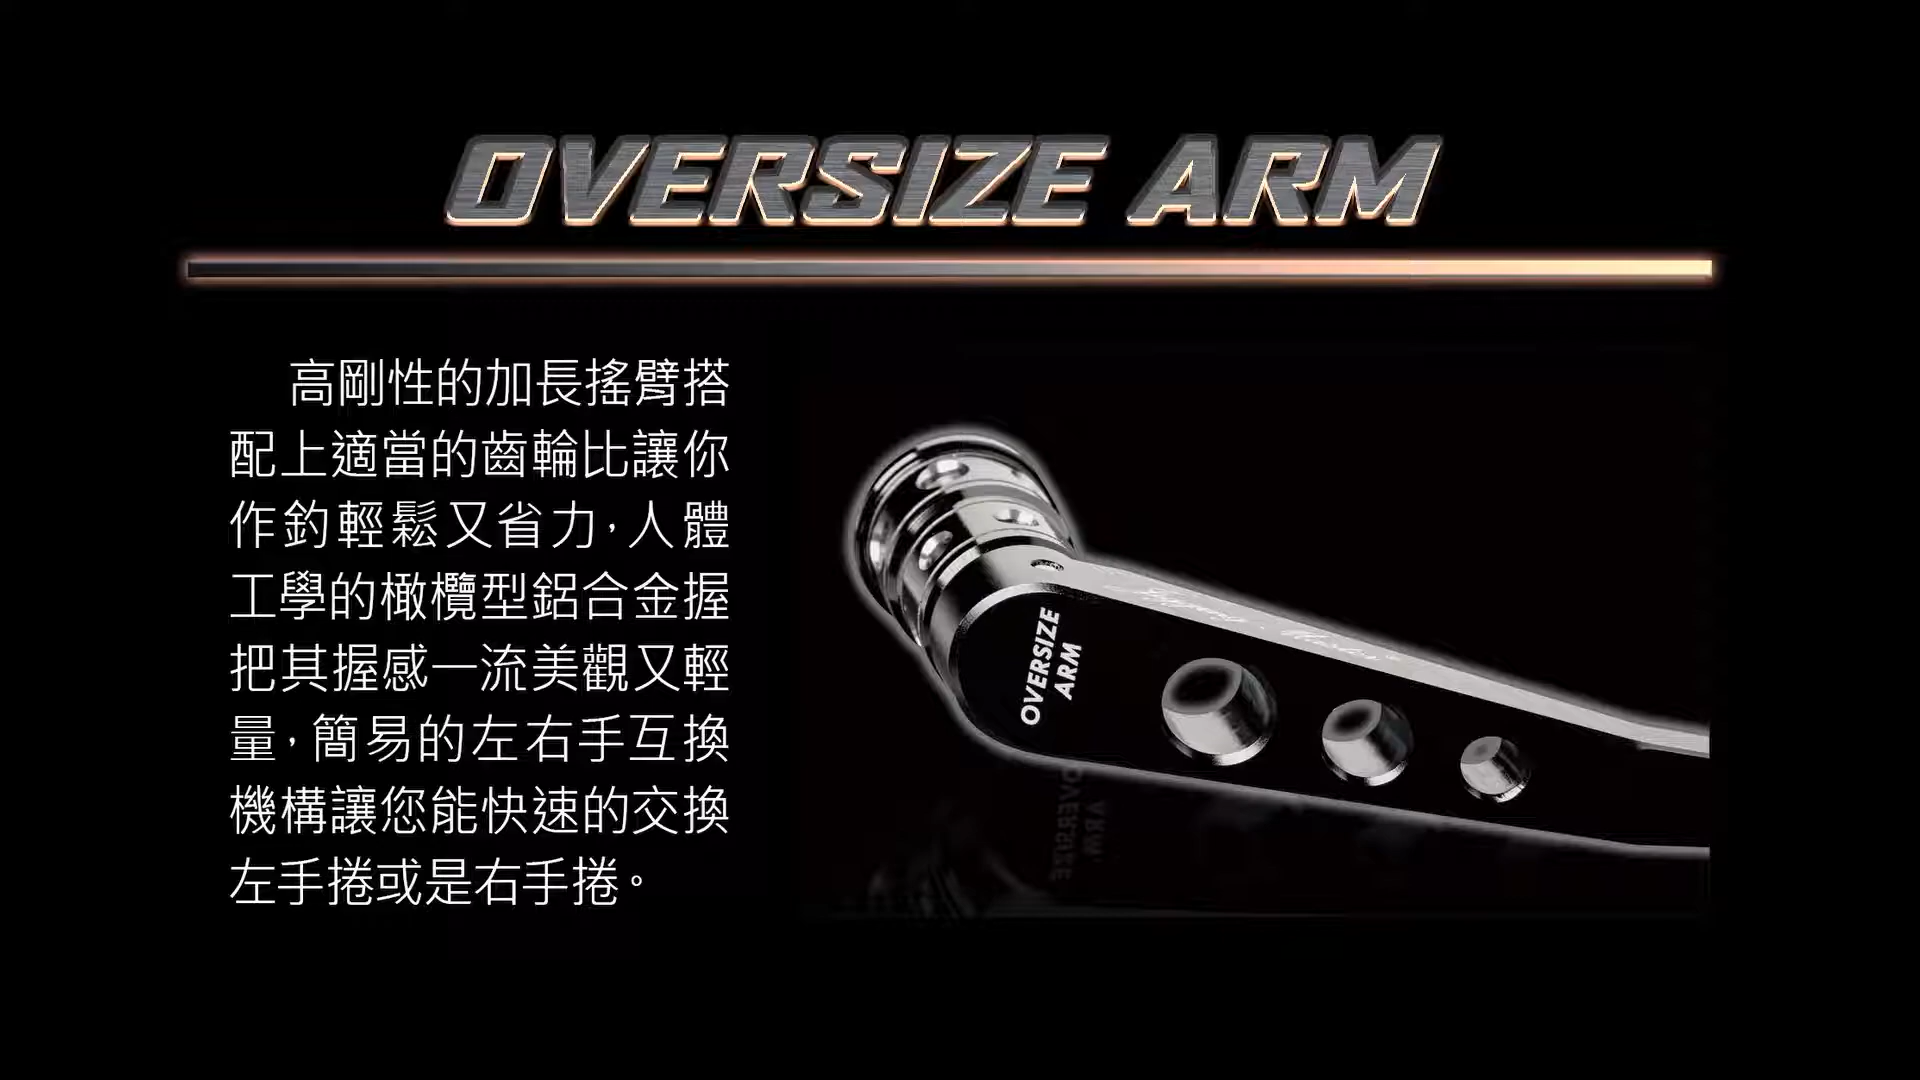 OVERSIZE ARM
高剛性的加長搖臂搭
配上適當的齒輪比讓你
作釣輕鬆又省力，人體
工學的橄欖型鋁合金握
把其握感一流美觀又輕
量，簡易的左右手互換
機構讓您能快速的交換
左手捲或是右手捲。
OVERSIZE
ARM